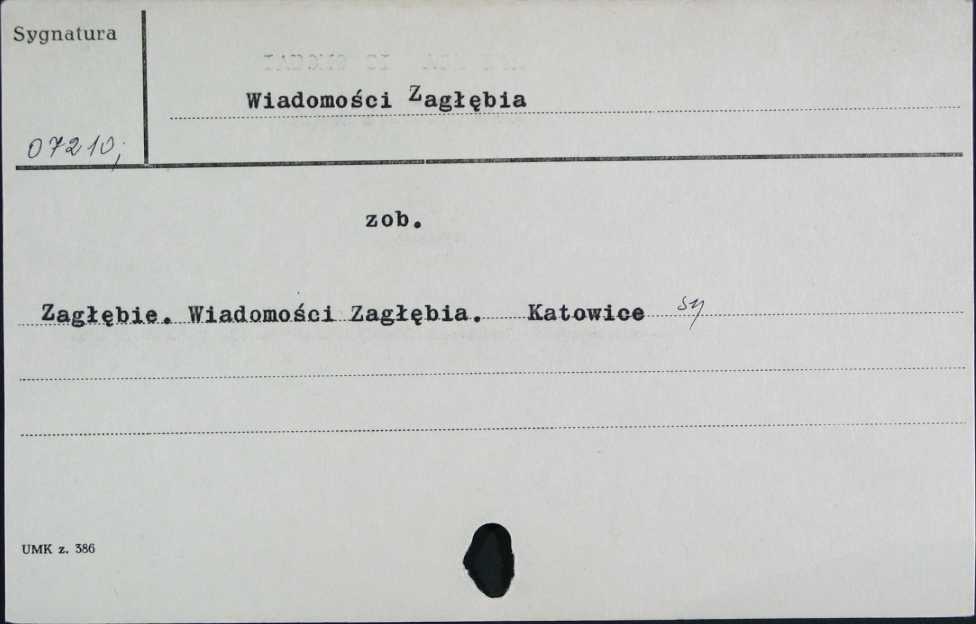 Sygnatura
Wiadomości Zagłębia
07210;
zob.
Zagłębie. Wiadomości Zagłębia. Katowice
UMK z. 386